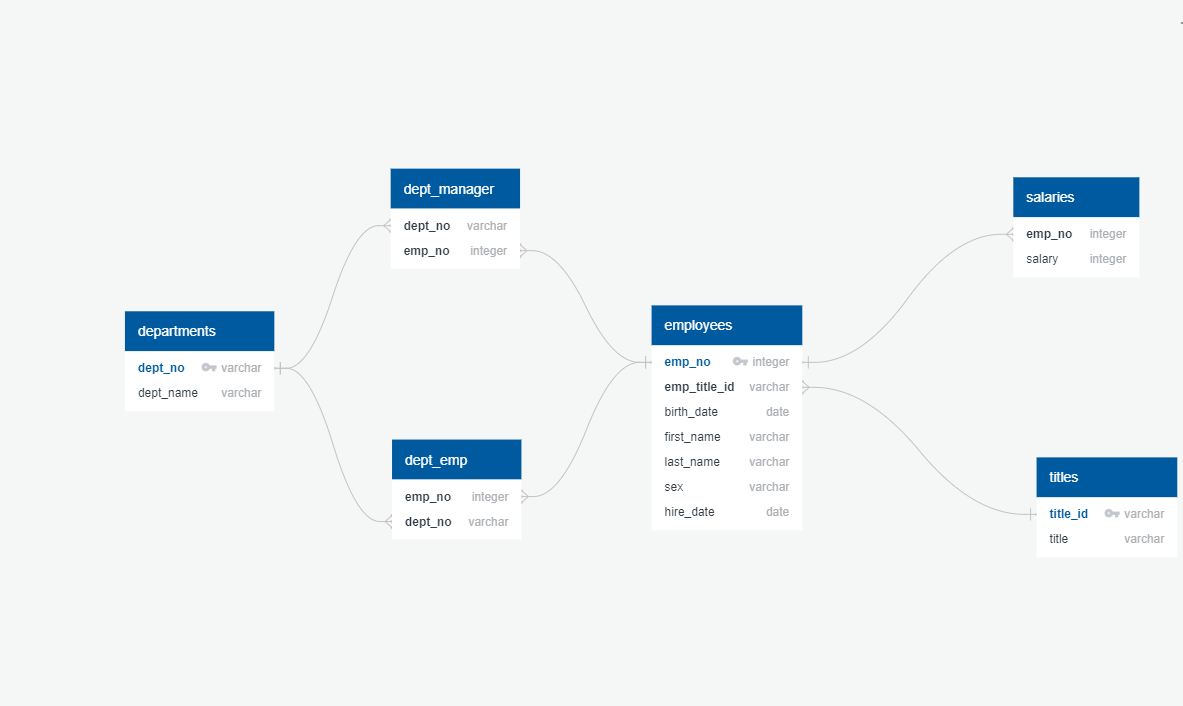 dept_manager
dept_no varchar
emp_no integer
salaries
emp_no integer
salary integer
departments
dept_no varchar
dept_name varchar
employees
emp_no integer
emp_title_id varchar
birth_date date
first_name varchar
last_name varchar
sex varchar
hire_date date
dept_emp
emp_no integer
dept_no varchar
titles
title_id varchar
title varchar